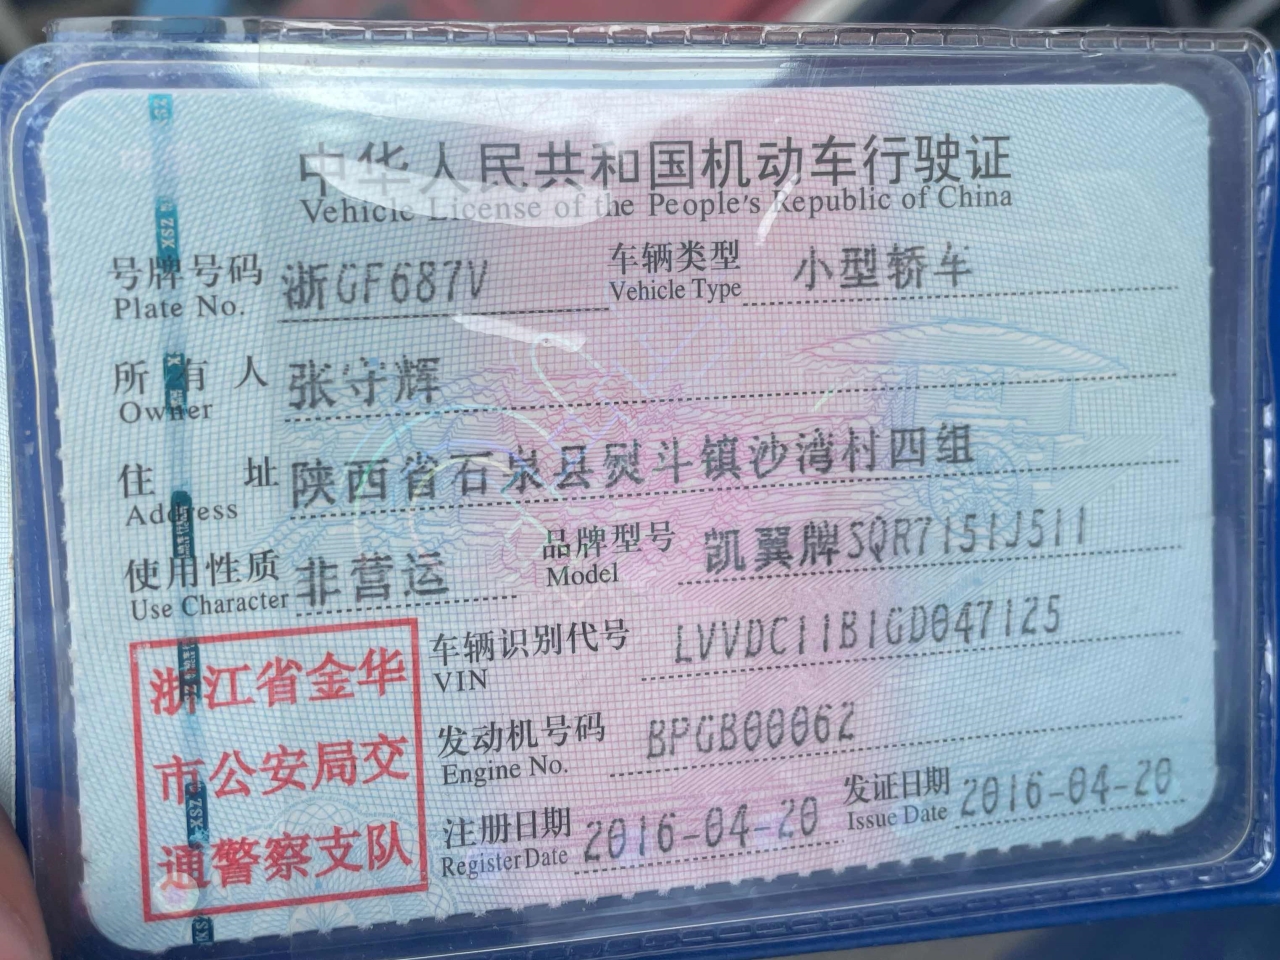 中华人民共和国机动车行驶证
Vehicle License of the People's Republic of China
号牌号码 浙GF687V 车辆类型 小型轿车
Plate No. Vehicle Type
所有人 张守辉
Owner
住址 陕西省石泉县熨斗镇沙湾村四组
Address
使用性质 非营运 品牌型号 凯翼牌SQR7151J511
Use Character Model
车辆识别代号 LVVDC11B1GD047125
VIN
发动机号码 BPGB00062
Engine No.
注册日期 2016-04-20 发证日期 2016-04-20
Register Date Issue Date
浙江省金华
市公安局交
通警察支队